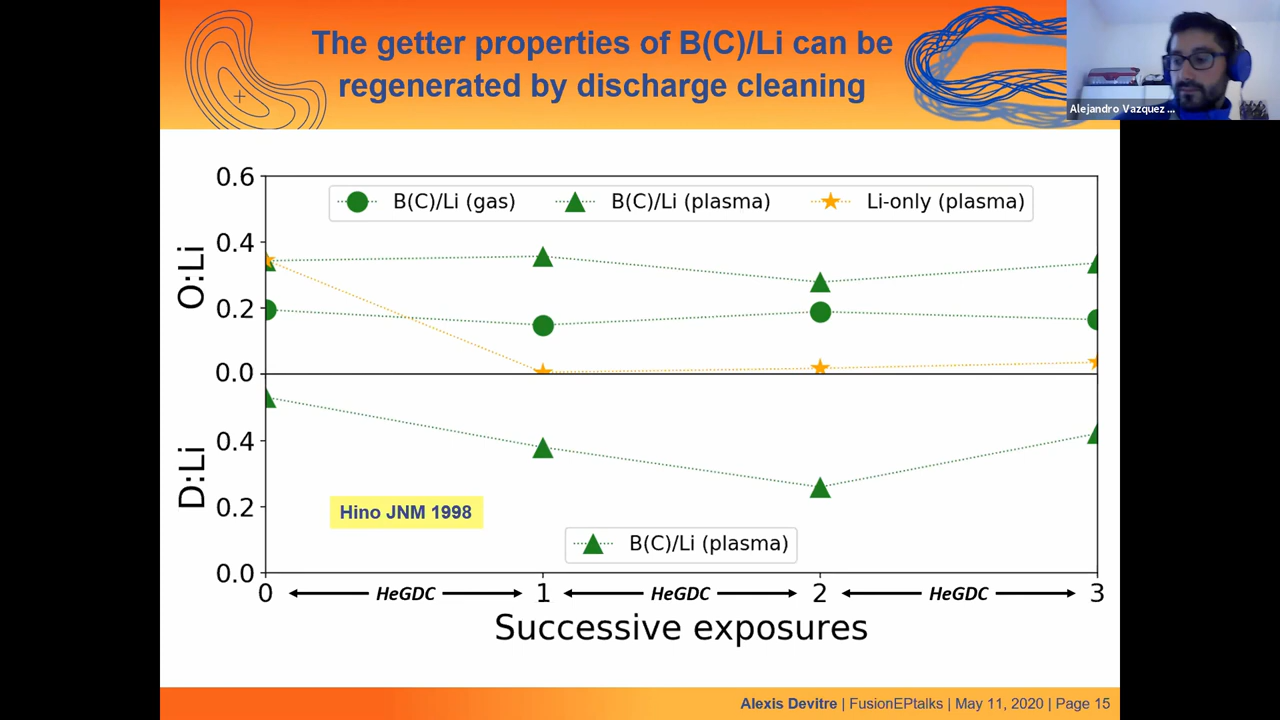 The getter properties of B(C)/Li can be
regenerated by discharge cleaning
Alejandro Vazquez ...
0.6
B(C)/Li (gas) B(C)/Li (plasma) Li-only (plasma)
0.4
O:Li
0.2
0.0
0.4
D:Li
0.2
Hino JNM 1998
B(C)/Li (plasma)
0.0
0 HeGDC 1 HeGDC 2 HeGDC 3
Successive exposures
Alexis Devitre | FusionEPtalks | May 11, 2020 | Page 15